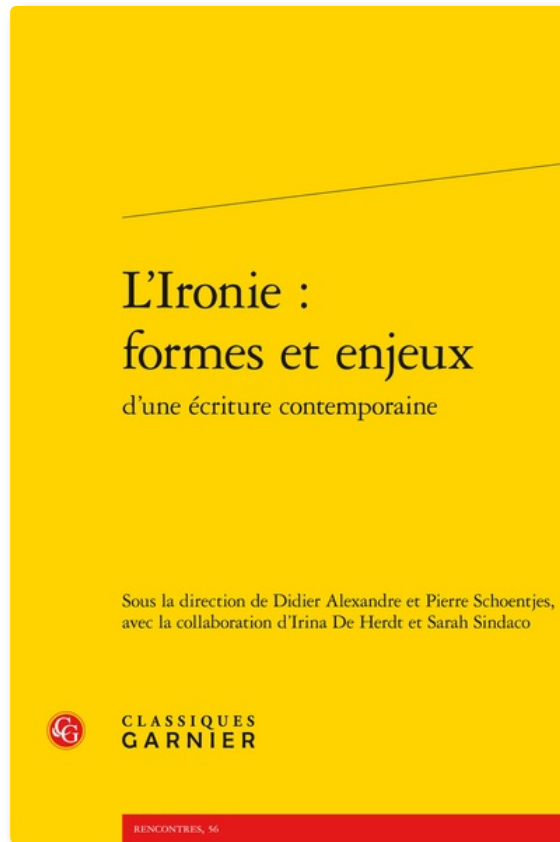 L’Ironie :
formes et enjeux
d’une écriture contemporaine
Sous la direction de Didier Alexandre et Pierre Schoentjes,
avec la collaboration d’Irina De Herdt et Sarah Sindaco
CG
CLASSIQUES
GARNIER
RENCONTRES, 56